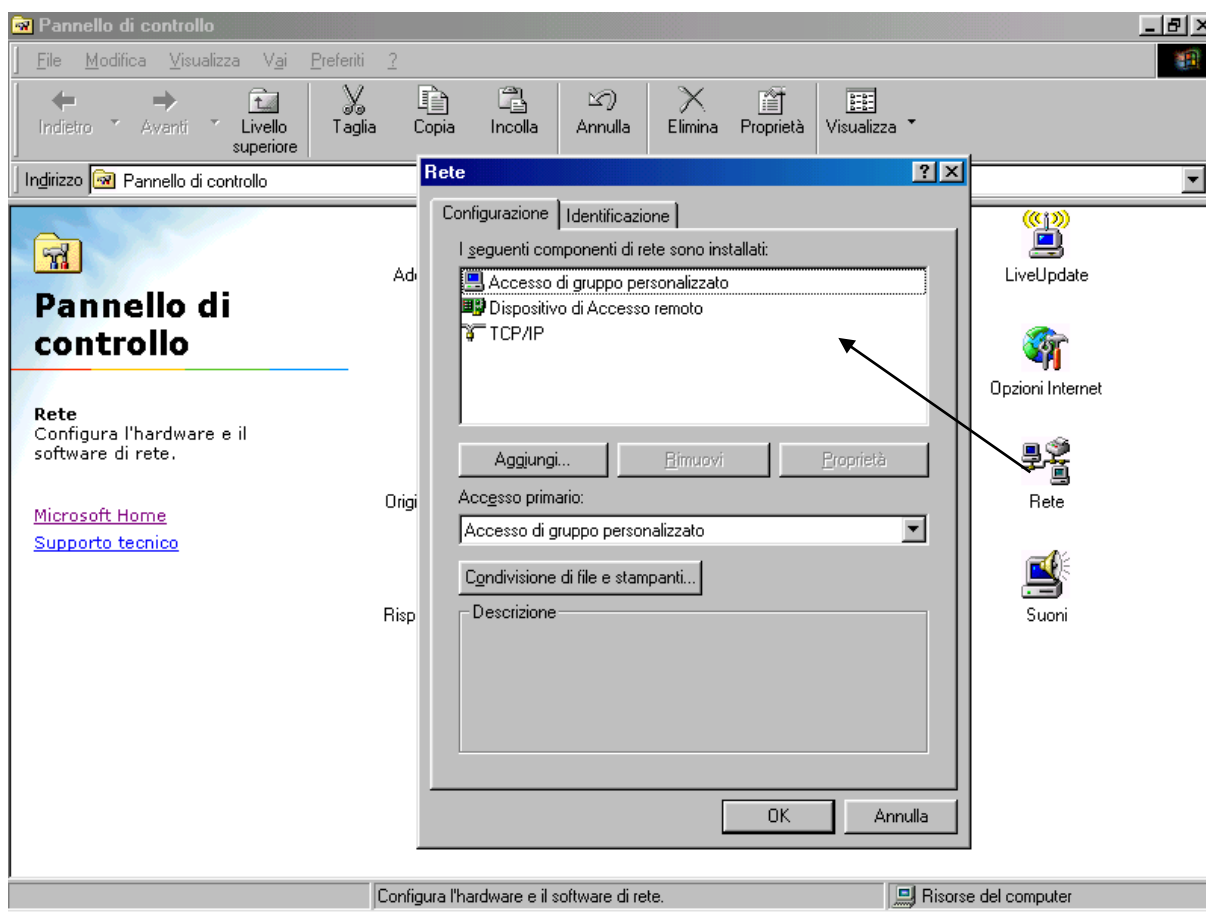 Pannello di controllo
File Modifica Visualizza Vai Preferiti ?
Indietro Avanti Livello superiore Taglia Copia Incolla Annulla Elimina Proprietà Visualizza
Indirizzo Pannello di controllo
Rete
Configurazione Identificazione
I seguenti componenti di rete sono installati:
Accesso di gruppo personalizzato
Dispositivo di Accesso remoto
TCP/IP
Aggiungi... Rimuovi Proprietà
Accesso primario:
Accesso di gruppo personalizzato
Condivisione di file e stampanti...
Descrizione
OK Annulla
Pannello di
controllo
Rete
Configura l'hardware e il
software di rete.
Microsoft Home
Supporto tecnico
Origi
Risp
LiveUpdate
Opzioni Internet
Rete
Suoni
Configura l'hardware e il software di rete.
Risorse del computer